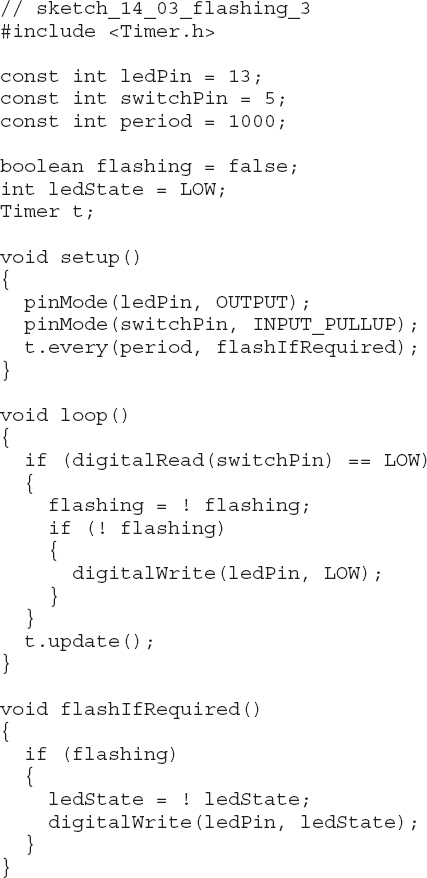 // sketch_14_03_flashing_3
#include <Timer.h>

const int ledPin = 13;
const int switchPin = 5;
const int period = 1000;

boolean flashing = false;
int ledState = LOW;
Timer t;

void setup()
{
  pinMode(ledPin, OUTPUT);
  pinMode(switchPin, INPUT_PULLUP);
  t.every(period, flashIfRequired);
}

void loop()
{
  if (digitalRead(switchPin) == LOW)
  {
    flashing = ! flashing;
    if (! flashing)
    {
      digitalWrite(ledPin, LOW);
    }
  }
  t.update();
}

void flashIfRequired()
{
  if (flashing)
  {
    ledState = ! ledState;
    digitalWrite(ledPin, ledState);
  }
}